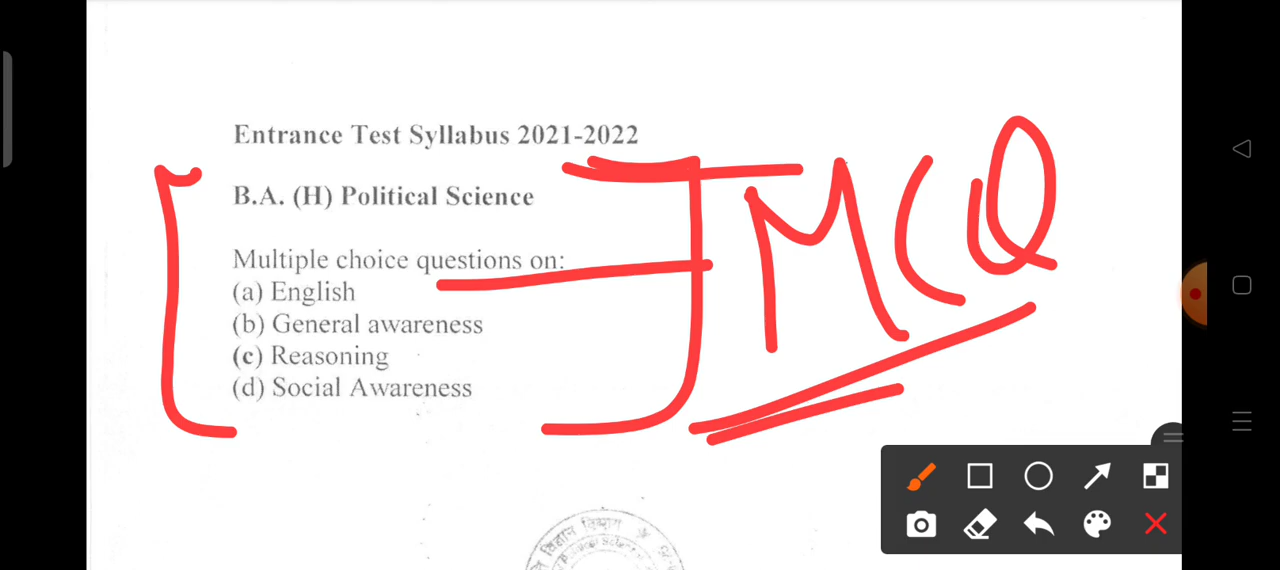 Entrance Test Syllabus 2021-2022
B.A. (H) Political Science
MCQ
Multiple choice questions on:
(a) English
(b) General awareness
(c) Reasoning
(d) Social Awareness
विज्ञान विभाग